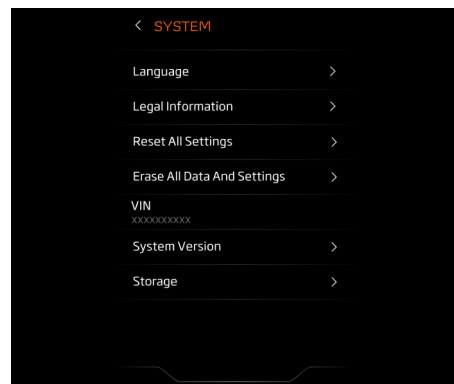 SYSTEM
Language
Legal Information
Reset All Settings
Erase All Data And Settings
VIN
XXXXXXXXXX
System Version
Storage